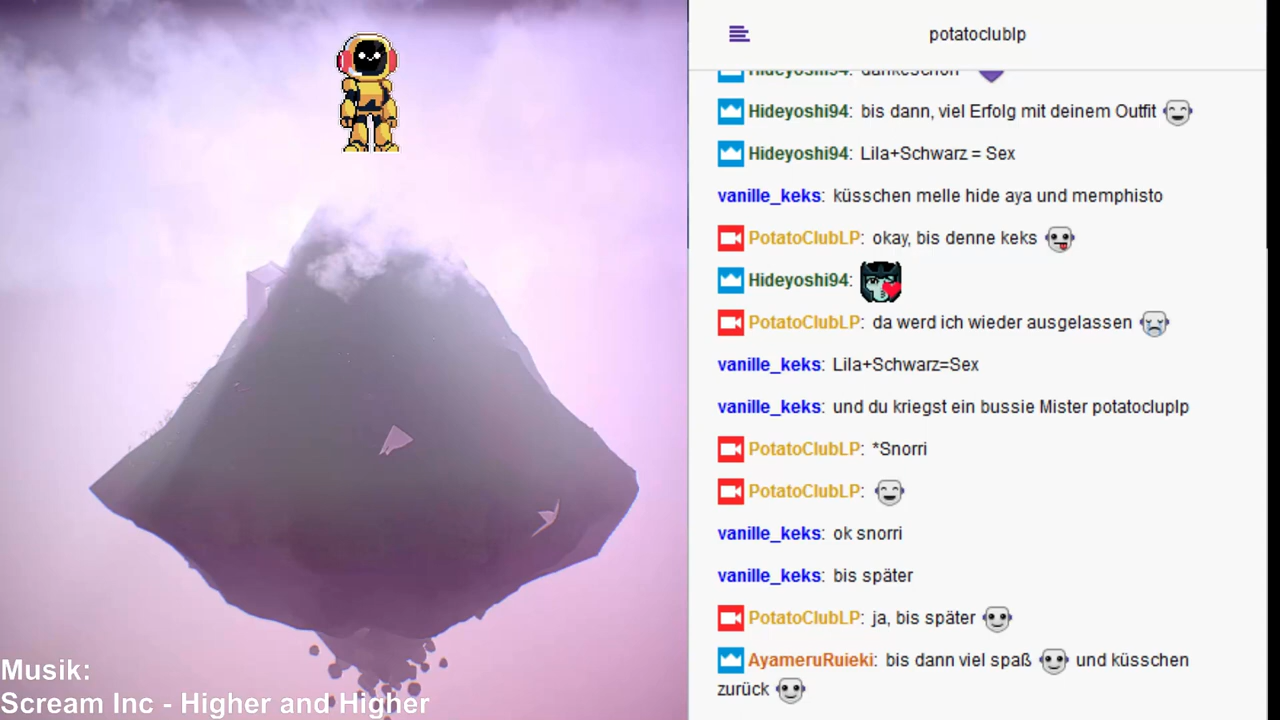 potatoclublp
Hideyoshi94: dankeschön
Hideyoshi94: bis dann, viel Erfolg mit deinem Outfit
Hideyoshi94: Lila+Schwarz = Sex
vanille_keks: küsschen melle hide aya und memphisto
PotatoClubLP: okay, bis denne keks
Hideyoshi94:
PotatoClubLP: da werd ich wieder ausgelassen
vanille_keks: Lila+Schwarz=Sex
vanille_keks: und du kriegst ein bussie Mister potatocluplp
PotatoClubLP: *Snorri
PotatoClubLP:
vanille_keks: ok snorri
vanille_keks: bis später
PotatoClubLP: ja, bis später
AyameruRuieki: bis dann viel spaß und küsschen
zurück
Musik:
Scream Inc - Higher and Higher